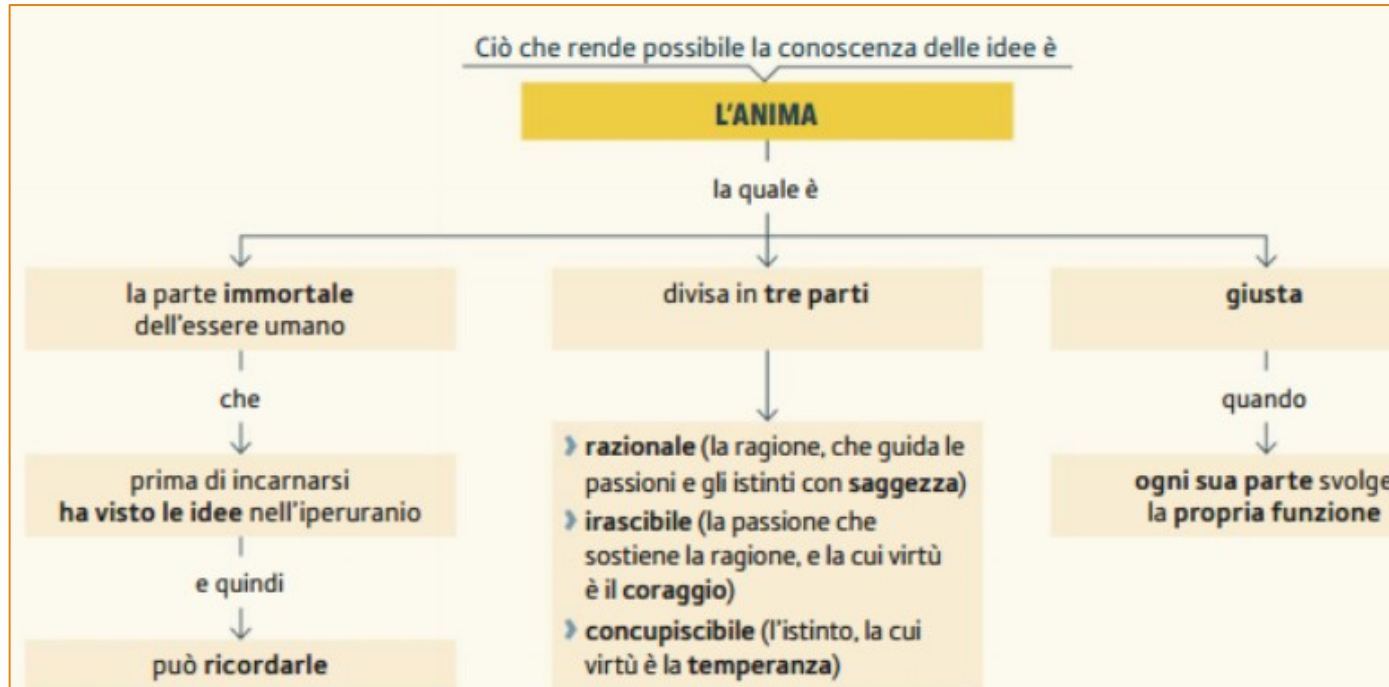 Ciò che rende possibile la conoscenza delle idee è
L'ANIMA
la quale è
la parte immortale
dell'essere umano
che
prima di incarnarsi
ha visto le idee nell'iperuranio
e quindi
può ricordarle
divisa in tre parti
❯ razionale (la ragione, che guida le
passioni e gli istinti con saggezza)
❯ irascibile (la passione che
sostiene la ragione, e la cui virtù
è il coraggio)
❯ concupiscibile (l'istinto, la cui
virtù è la temperanza)
giusta
quando
ogni sua parte svolge
la propria funzione